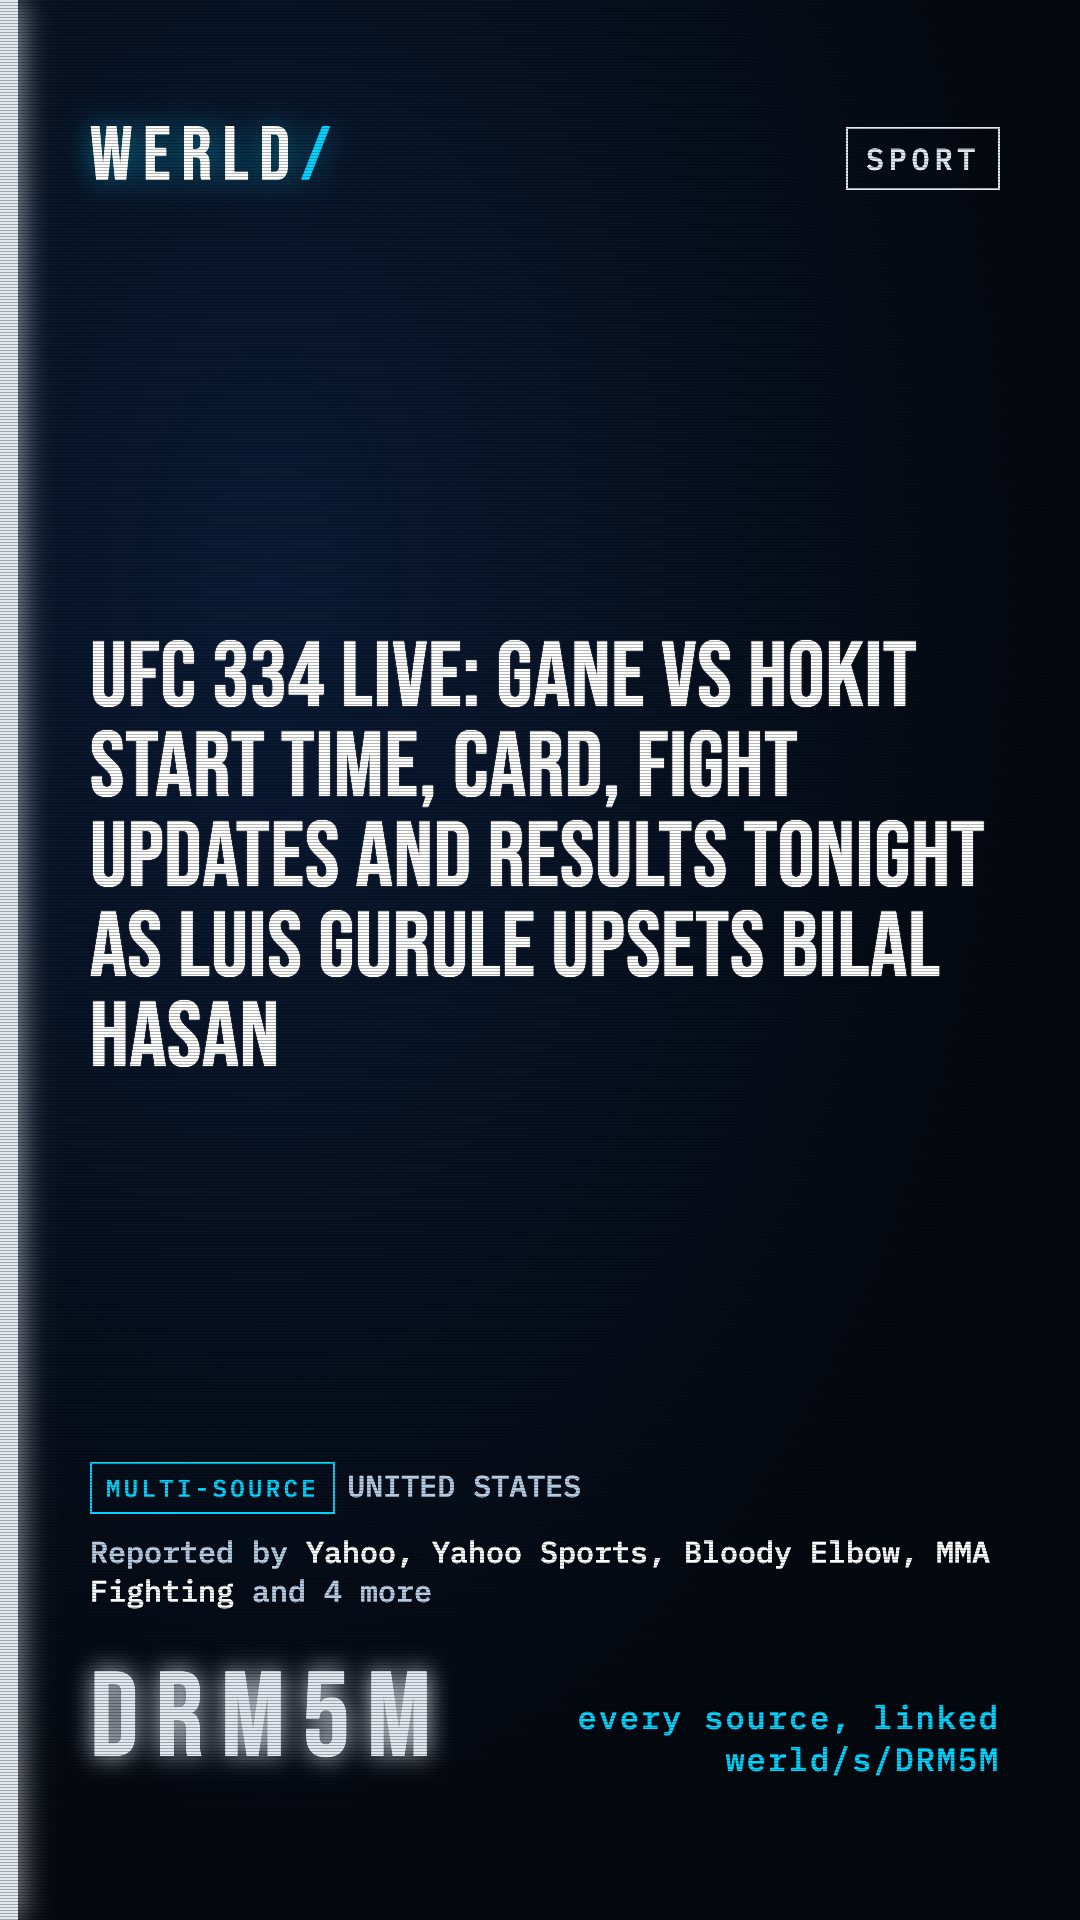 WERLD/
SPORT
UFC 334 LIVE: GANE VS HOKIT
START TIME, CARD, FIGHT
UPDATES AND RESULTS TONIGHT
AS LUIS GURULE UPSETS BILAL
HASAN
MULTI-SOURCE UNITED STATES
Reported by Yahoo, Yahoo Sports, Bloody Elbow, MMA
Fighting and 4 more
DRM5M
every source, linked
werld/s/DRM5M